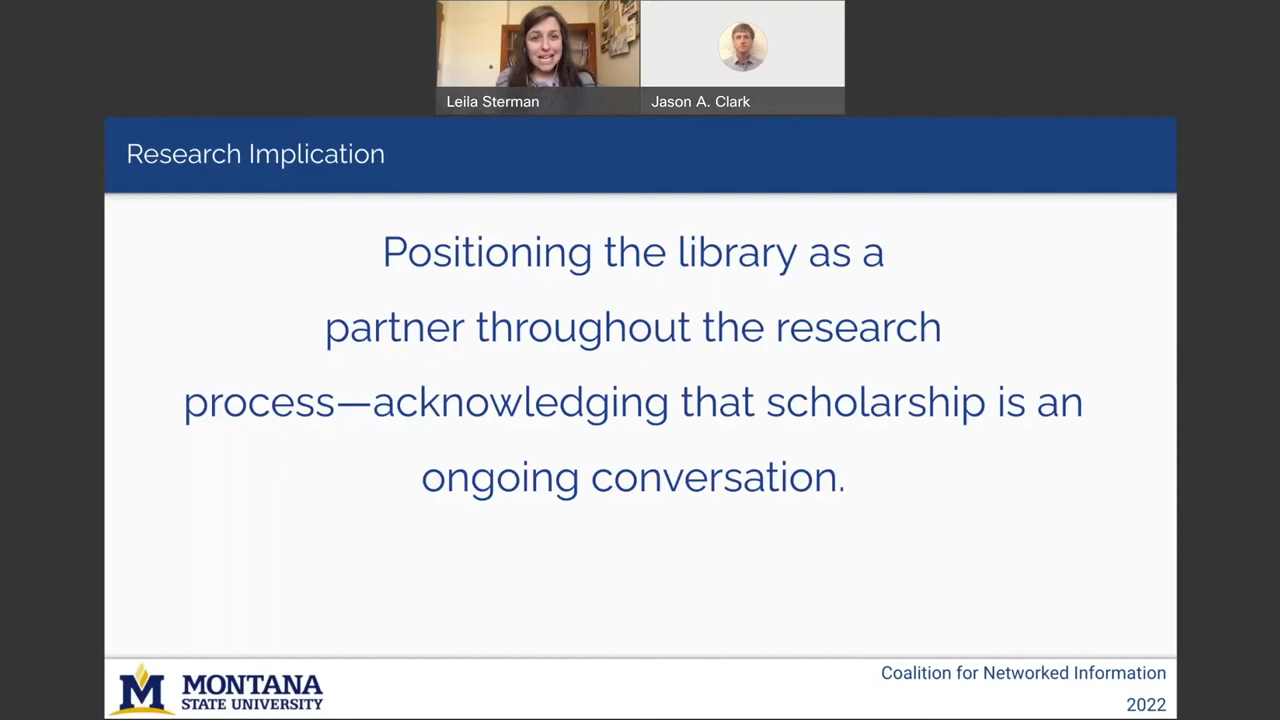 Leila Sterman
Jason A. Clark
Research Implication
Positioning the library as a
partner throughout the research
process—acknowledging that scholarship is an
ongoing conversation.
M MONTANA
STATE UNIVERSITY
Coalition for Networked Information
2022